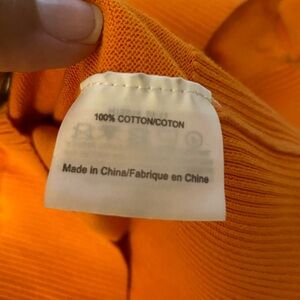 100% COTTON/COTON
Made in China/Fabrique en Chine